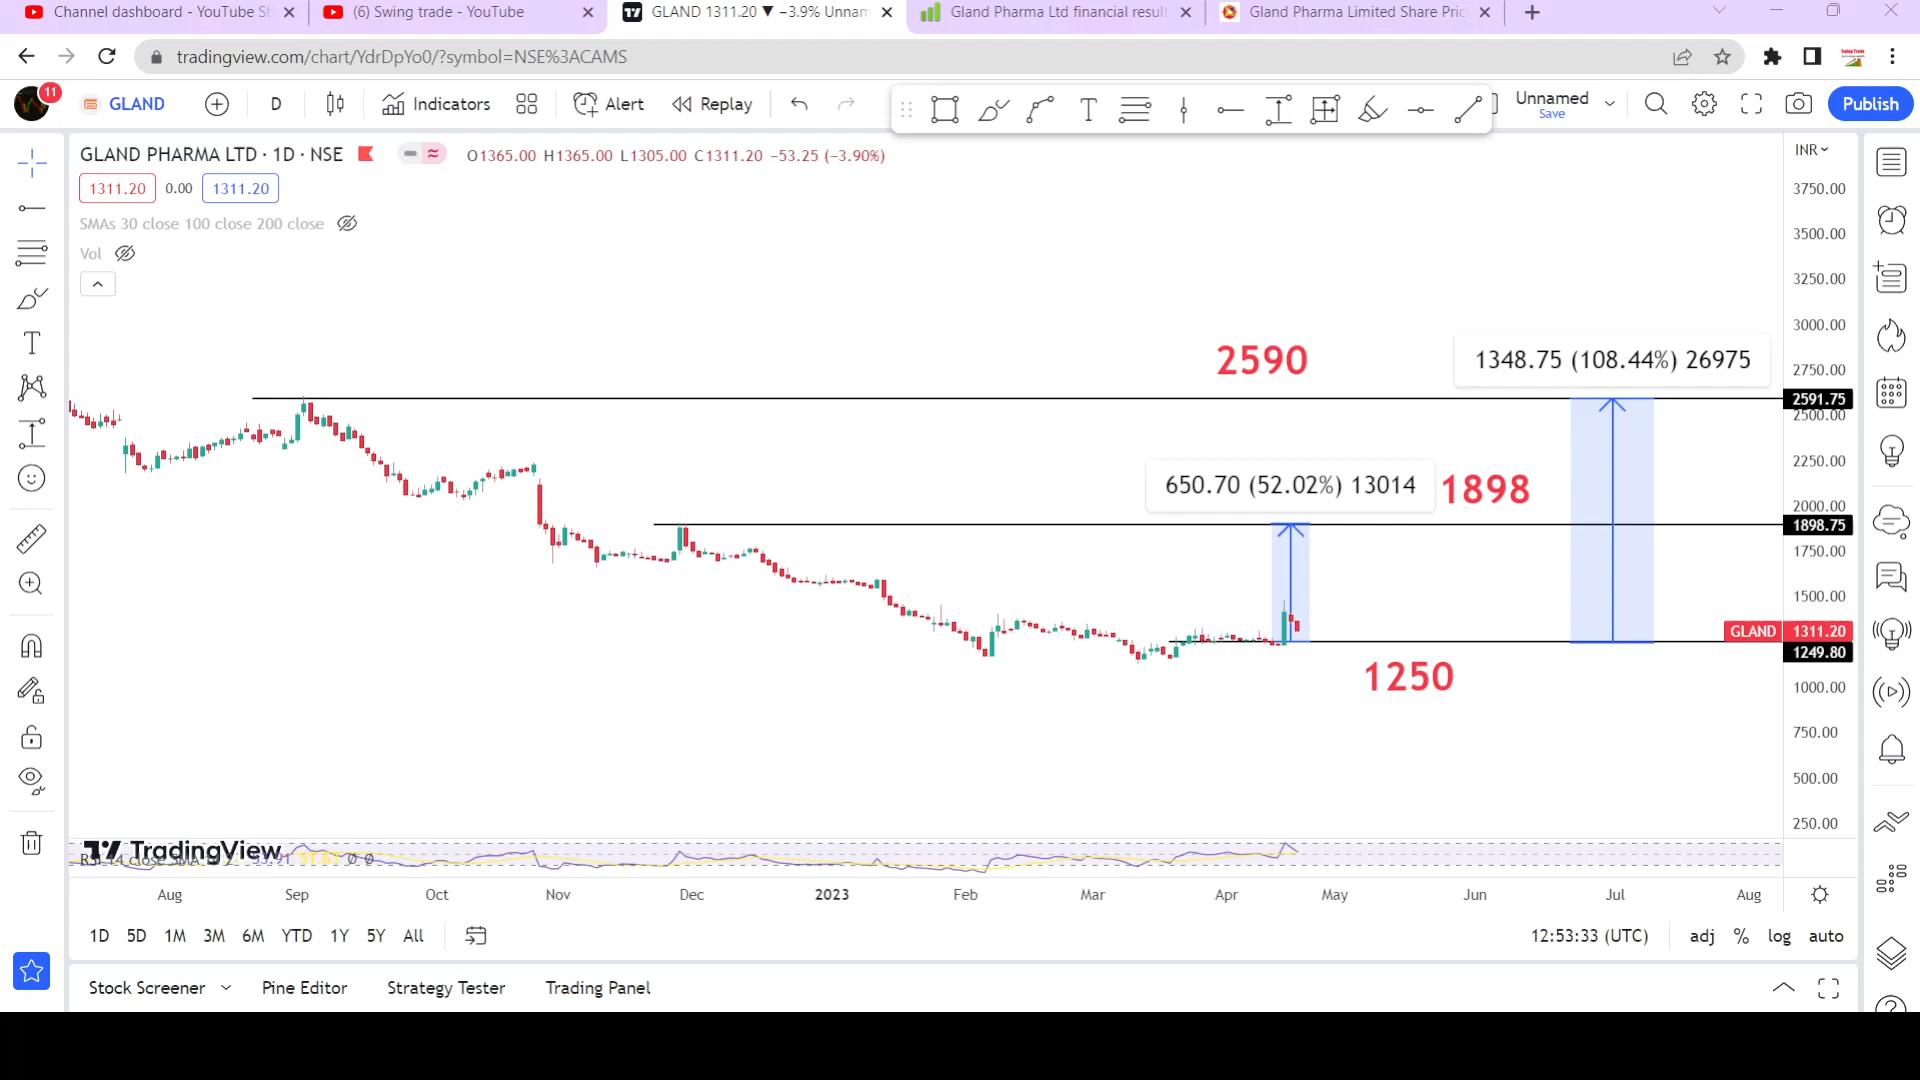 Channel dashboard - YouTube St
(6) Swing trade - YouTube
GLAND 1311.20 ▼ −3.9% Unnam
Gland Pharma Ltd financial result
Gland Pharma Limited Share Pric
tradingview.com/chart/YdrDpYo0/?symbol=NSE%3ACAMS
11
GLAND
D
Indicators
Alert
Replay
T
Unnamed
Save
Publish
GLAND PHARMA LTD · 1D · NSE
O1365.00 H1365.00 L1305.00 C1311.20 −53.25 (−3.90%)
INR
1311.20 0.00 1311.20
SMAs 30 close 100 close 200 close
Vol
3750.00
3500.00
3250.00
3000.00
2750.00
2591.75
2500.00
2250.00
2000.00
1898.75
1750.00
1500.00
GLAND 1311.20
1249.80
1000.00
750.00
500.00
250.00
2590
1348.75 (108.44%) 26975
650.70 (52.02%) 13014
1898
1250
TradingView
Aug Sep Oct Nov Dec 2023 Feb Mar Apr May Jun Jul Aug
1D 5D 1M 3M 6M YTD 1Y 5Y All
12:53:33 (UTC)
adj % log auto
Stock Screener Pine Editor Strategy Tester Trading Panel